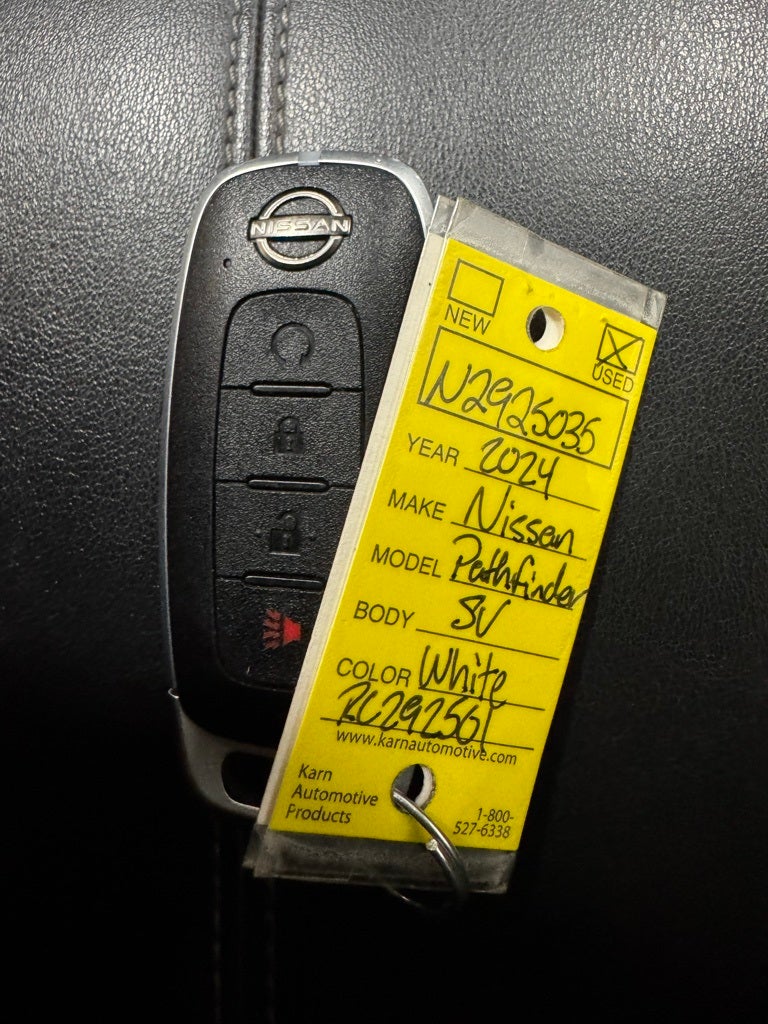 NISSAN
NEW
USED
N2925035
YEAR 2024
MAKE Nissan
MODEL Pathfinder
BODY SV
COLOR White
RC292501
www.karnautomotive.com
Karn
Automotive
Products
1-800-
527-6338